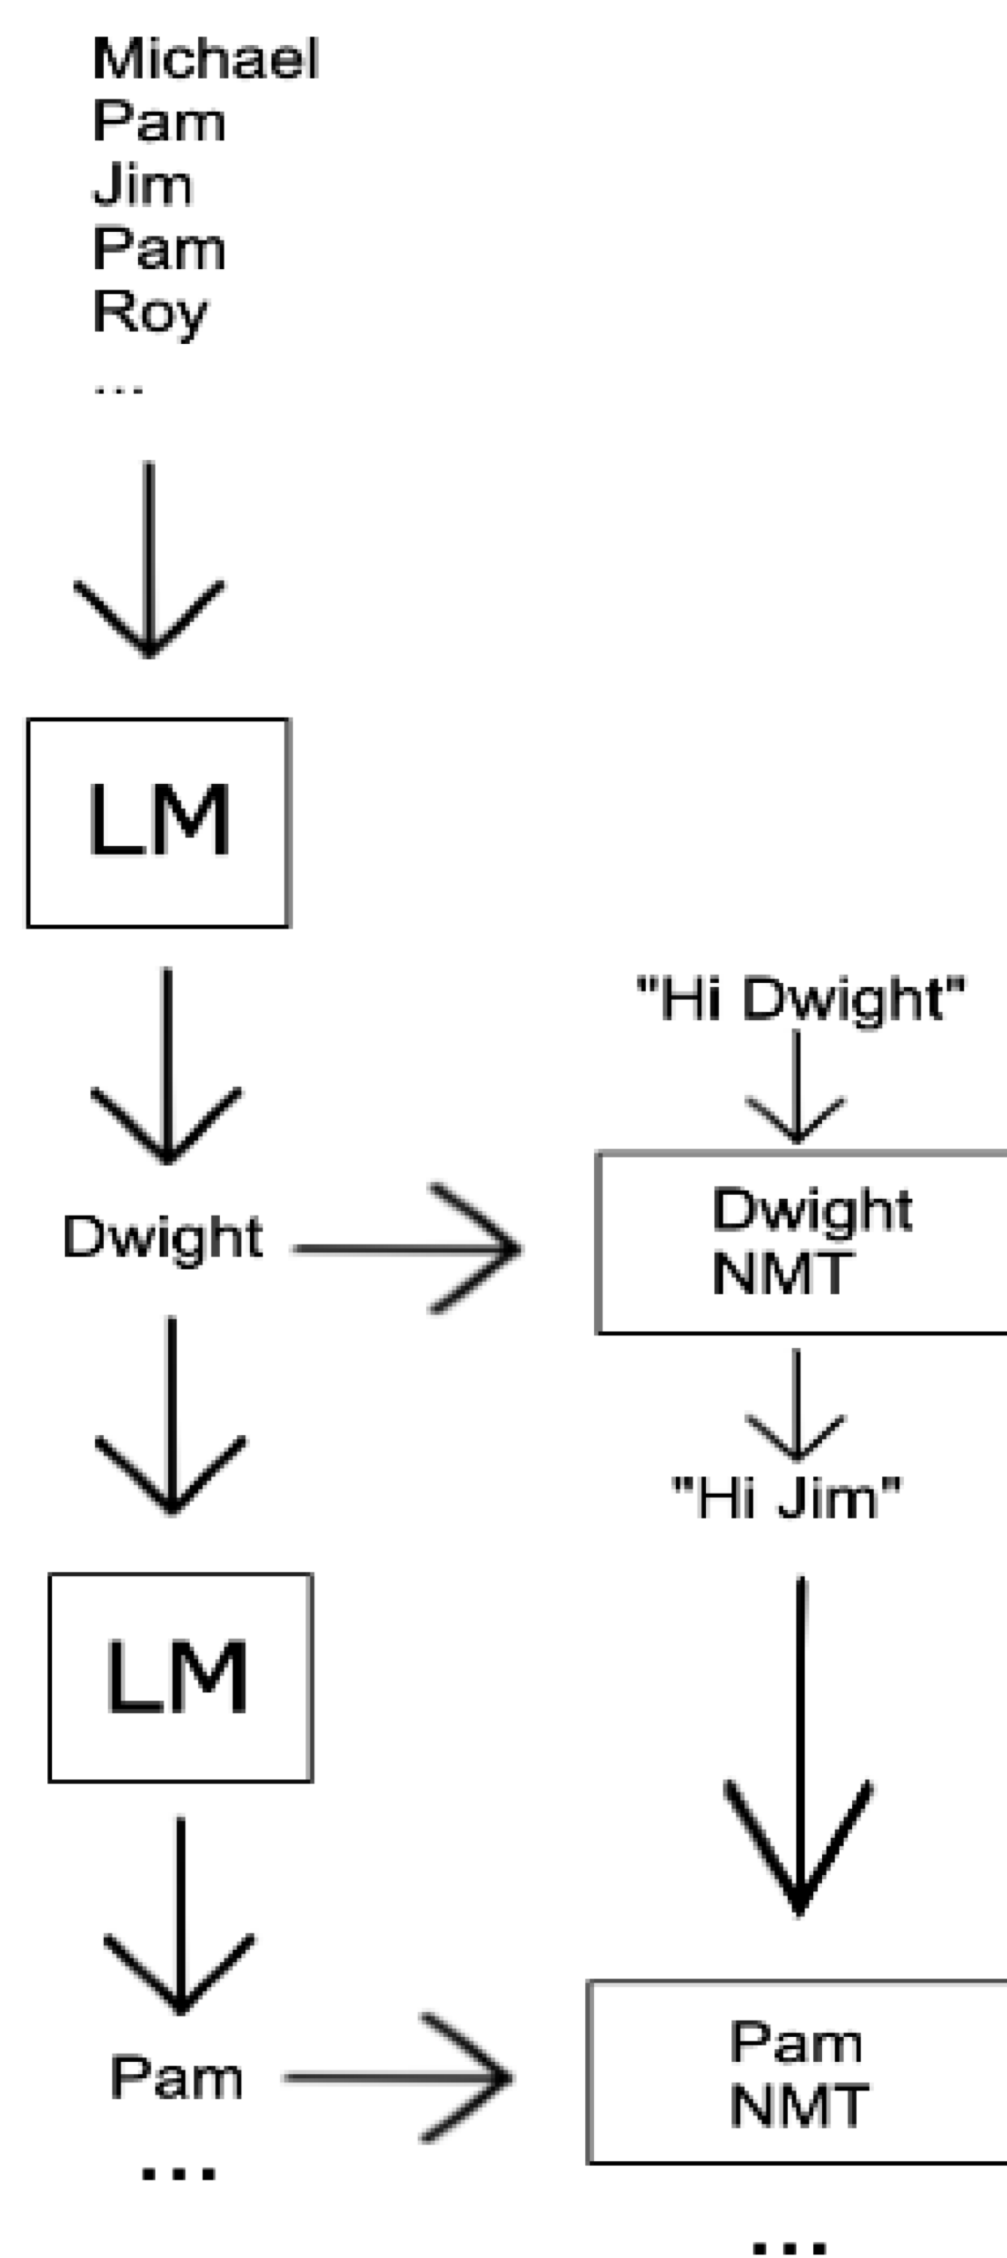 Michael
Pam
Jim
Pam
Roy
...
LM
"Hi Dwight"
Dwight
Dwight
NMT
"Hi Jim"
LM
Pam
Pam
NMT
...
...